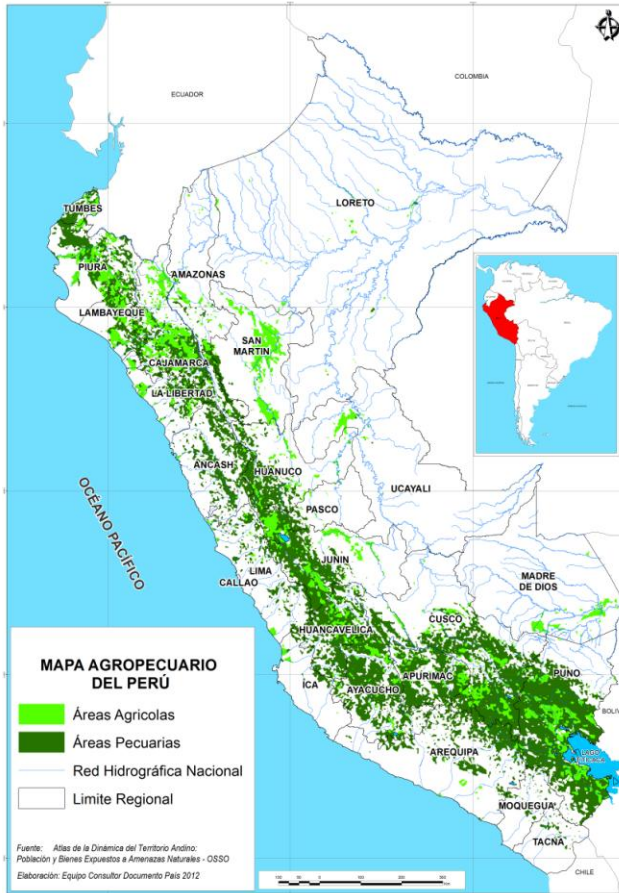 COLOMBIA
ECUADOR
TUMBES
LORETO
PIURA
AMAZONAS
LAMBAYEQUE
SAN
MARTIN
CAJAMARCA
LA LIBERTAD
ANCASH
HUANUCO
UCAYALI
PASCO
OCÉANO PACÍFICO
JUNIN
LIMA
CALLAO
MADRE
DE DIOS
CUSCO
HUANCAVELICA
PUNO
APURIMAC
ICA
AYACUCHO
AREQUIPA
LAGO
MOQUEGUA
TACNA
CHILE
MAPA AGROPECUARIO
DEL PERÚ
Áreas Agricolas
Áreas Pecuarias
Red Hidrográfica Nacional
Limite Regional
Fuente: Atlas de la Dinámica del Territorio Andino:
Población y Bienes Expuestos a Amenazas Naturales - OSSO
Elaboración: Equipo Consultor Documento País 2012